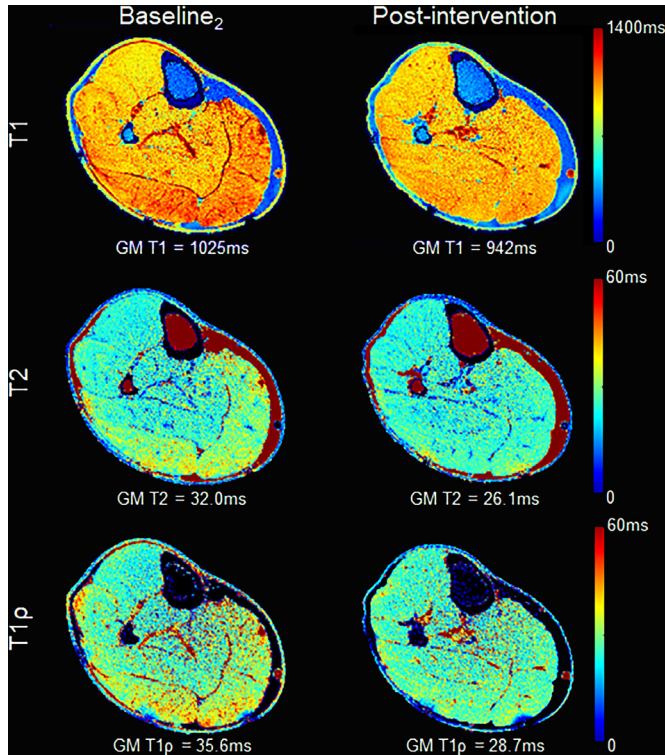 Baseline₂ Post-intervention
1400ms
T1
0
GM T1 = 1025ms GM T1 = 942ms
60ms
T2
0
GM T2 = 32.0ms GM T2 = 26.1ms
60ms
T1ρ
0
GM T1ρ = 35.6ms GM T1ρ = 28.7ms